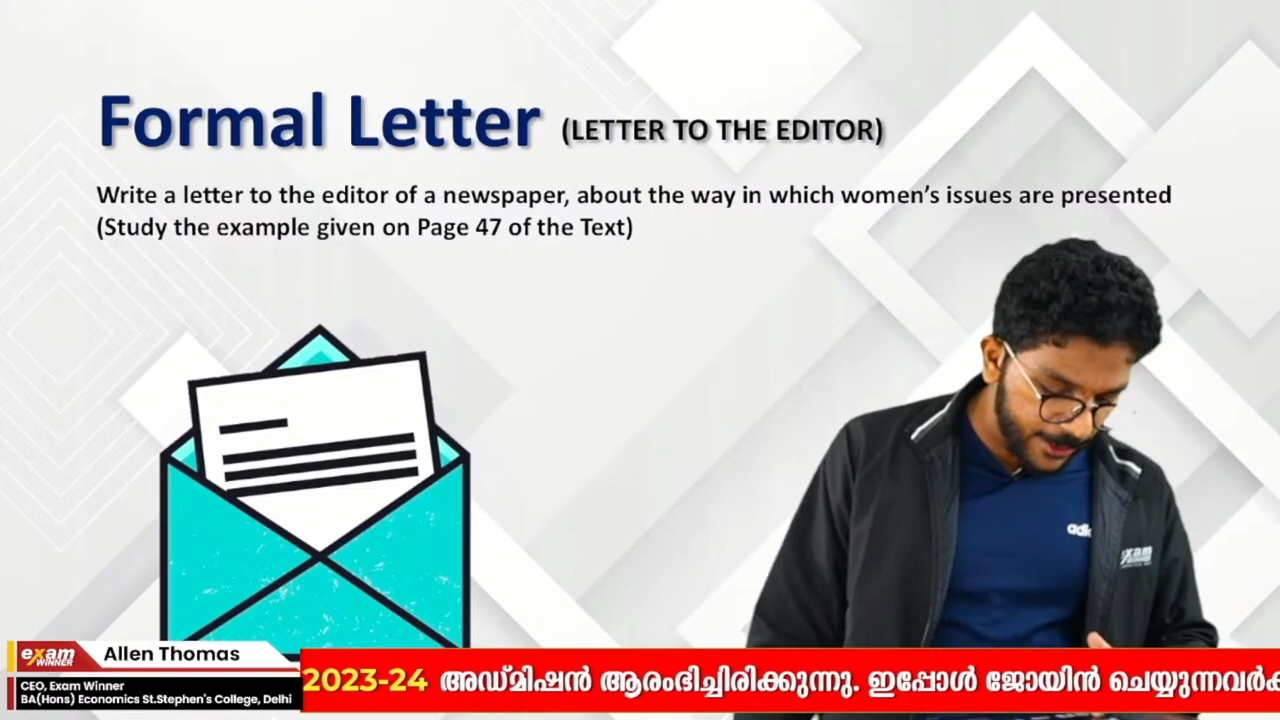 Formal Letter (LETTER TO THE EDITOR)
Write a letter to the editor of a newspaper, about the way in which women's issues are presented
(Study the example given on Page 47 of the Text)
exam
WINNER
exam
WINNER
Allen Thomas
CEO, Exam Winner
BA(Hons) Economics St.Stephen's College, Delhi
2023-24 അഡ്മിഷൻ ആരംഭിച്ചിരിക്കുന്നു. ഇപ്പോൾ ജോയിൻ